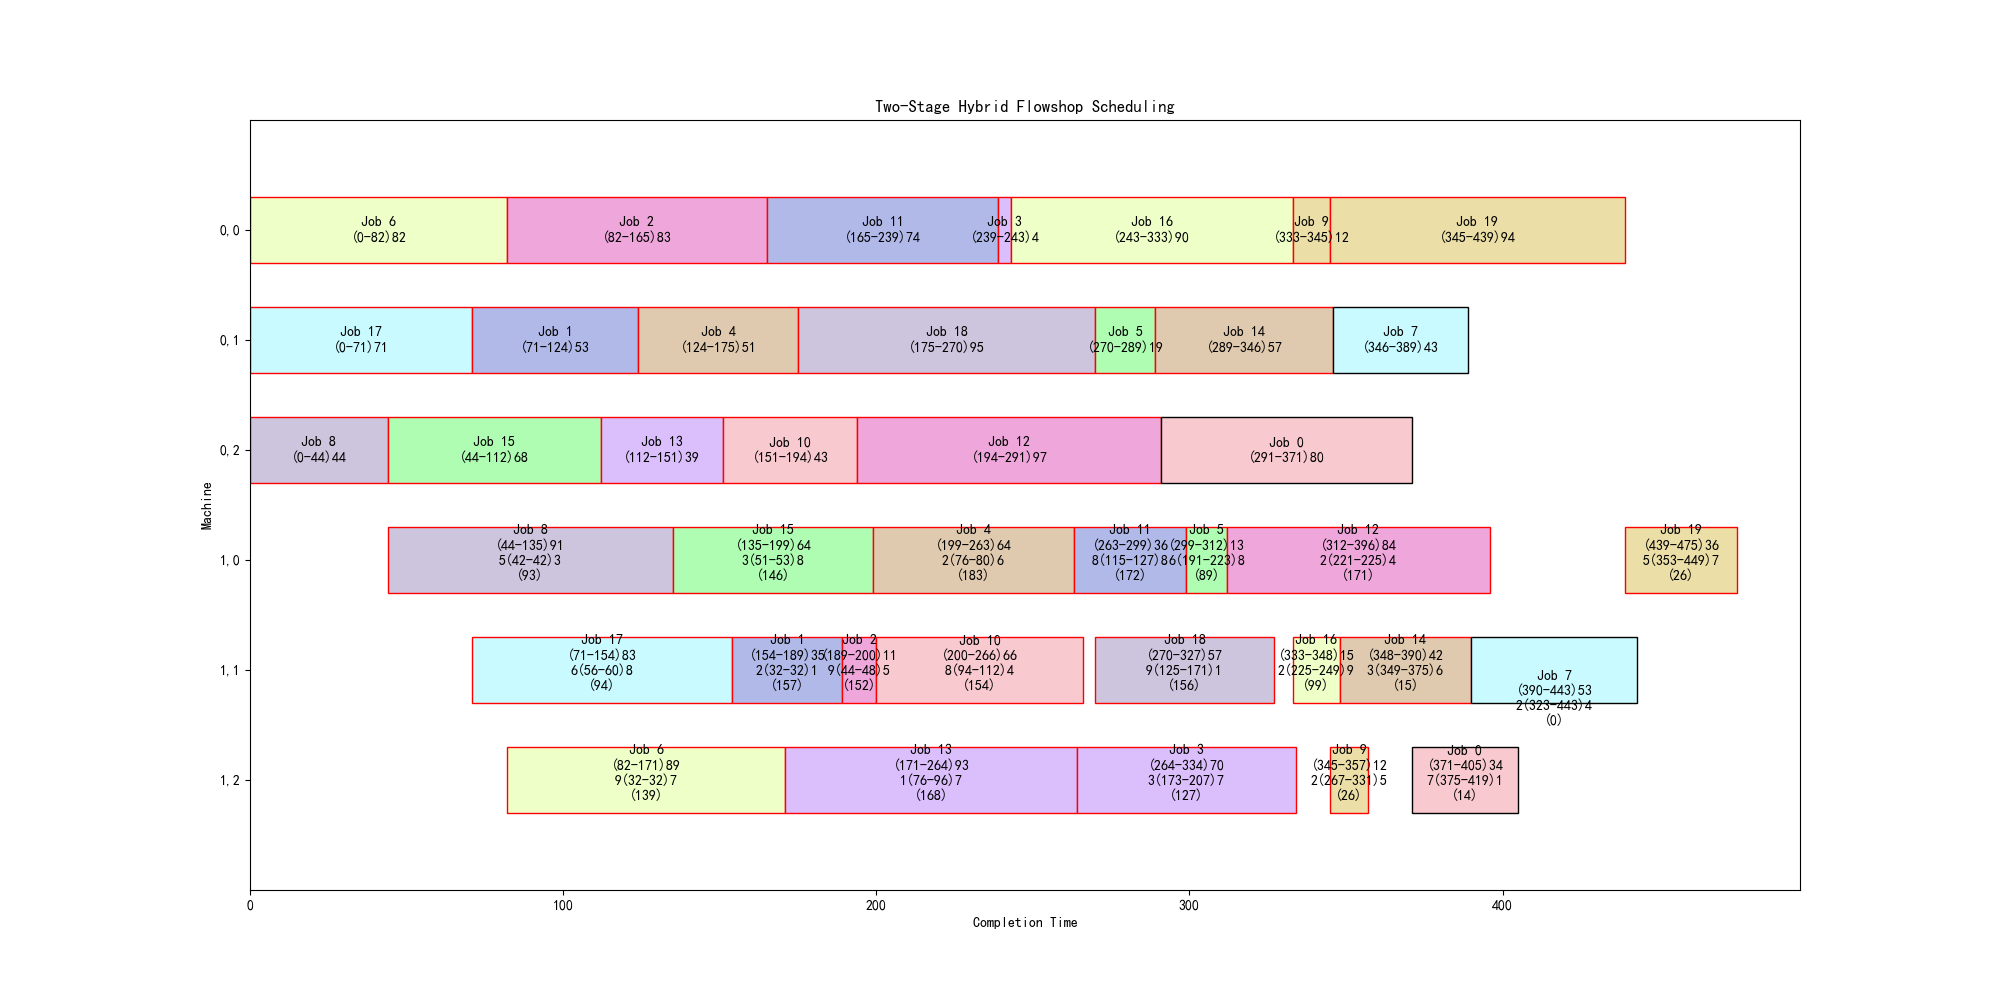 Two-Stage Hybrid Flowshop Scheduling
Machine
0,0
Job 6
(0-82)82
Job 2
(82-165)83
Job 11
(165-239)74
Job 3
(239-243)4
Job 16
(243-333)90
Job 9
(333-345)12
Job 19
(345-439)94
0,1
Job 17
(0-71)71
Job 1
(71-124)53
Job 4
(124-175)51
Job 18
(175-270)95
Job 5
(270-289)19
Job 14
(289-346)57
Job 7
(346-389)43
0,2
Job 8
(0-44)44
Job 15
(44-112)68
Job 13
(112-151)39
Job 10
(151-194)43
Job 12
(194-291)97
Job 0
(291-371)80
1,0
Job 8
(44-135)91
5(42-42)3
(93)
Job 15
(135-199)64
3(51-53)8
(146)
Job 4
(199-263)64
2(76-80)6
(183)
Job 11
(263-299)36
8(115-127)8
(172)
Job 5
(299-312)13
6(191-223)8
(89)
Job 12
(312-396)84
2(221-225)4
(171)
Job 19
(439-475)36
5(353-449)7
(26)
1,1
Job 17
(71-154)83
6(56-60)8
(94)
Job 1
(154-189)35
2(32-32)1
(157)
Job 2
(189-200)11
9(44-48)5
(152)
Job 10
(200-266)66
8(94-112)4
(154)
Job 18
(270-327)57
9(125-171)1
(156)
Job 16
(333-348)15
2(225-249)9
(99)
Job 14
(348-390)42
3(349-375)6
(15)
Job 7
(390-443)53
2(323-443)4
(0)
1,2
Job 6
(82-171)89
9(32-32)7
(139)
Job 13
(171-264)93
1(76-96)7
(168)
Job 3
(264-334)70
3(173-207)7
(127)
Job 9
(345-357)12
2(267-331)5
(26)
Job 0
(371-405)34
7(375-419)1
(14)
0
100
200
300
400
Completion Time